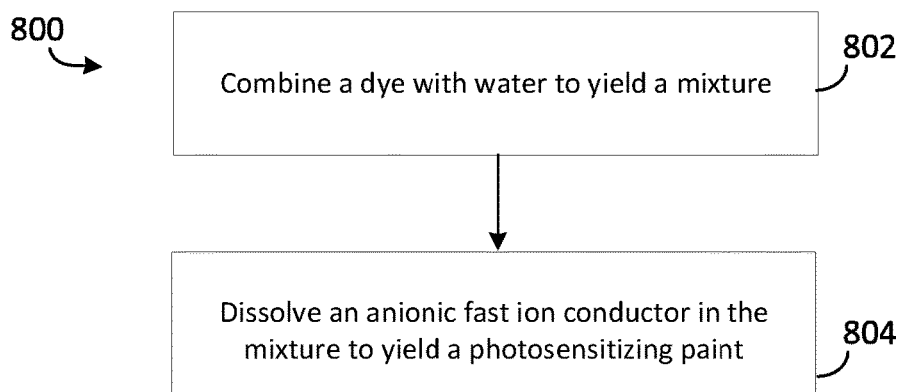 800
802
Combine a dye with water to yield a mixture
Dissolve an anionic fast ion conductor in the
mixture to yield a photosensitizing paint
804